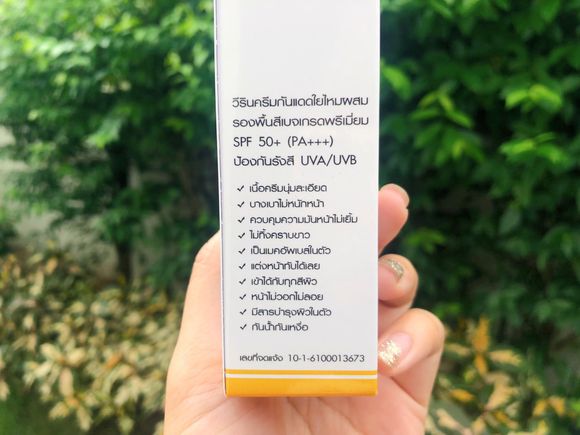 วีรินครีมกันแดดใยไหมผสม
รองพื้นสีเบจเกรดพรีเมี่ยม
SPF 50+ (PA+++)
ป้องกันรังสี UVA/UVB
✓ เนื้อครีมนุ่มละเอียด
✓ บางเบาไม่หนักหน้า
✓ ควบคุมความมันหน้าไม่เยิ้ม
✓ ไม่ทิ้งคราบขาว
✓ เป็นเมคอัพเบสในตัว
✓ แต่งหน้าทับได้เลย
✓ เข้าได้กับทุกสีผิว
✓ หน้าไม่วอกไม่ลอย
✓ มีสารบำรุงผิวในตัว
✓ กันน้ำกันเหงื่อ
เลขที่จดแจ้ง 10-1-6100013673